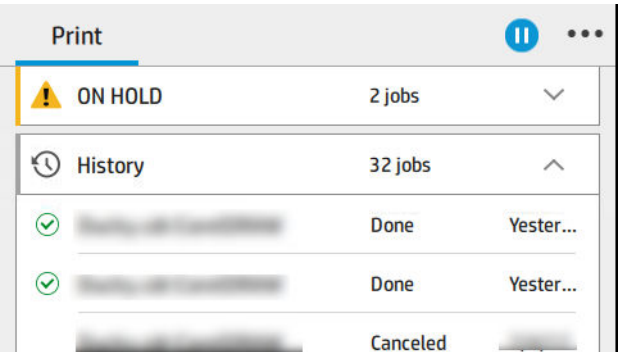 Print
ON HOLD 2 jobs
History 32 jobs
Done Yester...
Done Yester...
Canceled